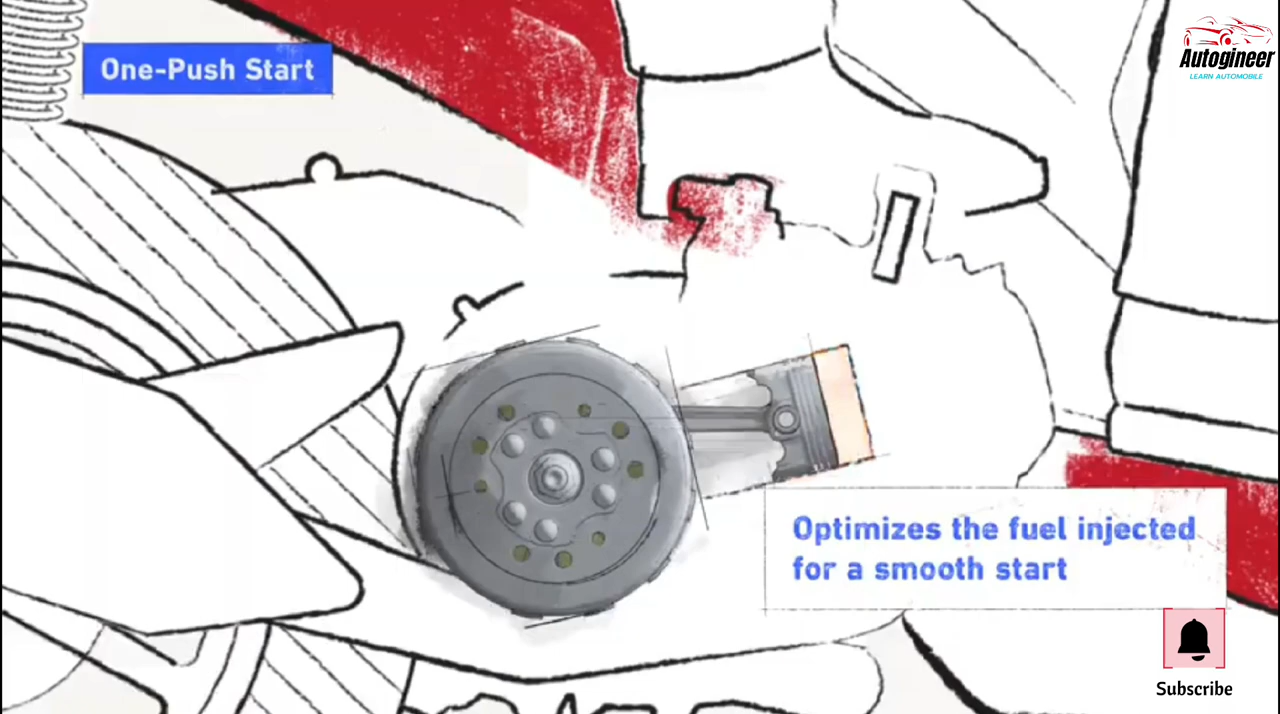 One-Push Start
Autogineer
LEARN AUTOMOBILE
Optimizes the fuel injected
for a smooth start
Subscribe